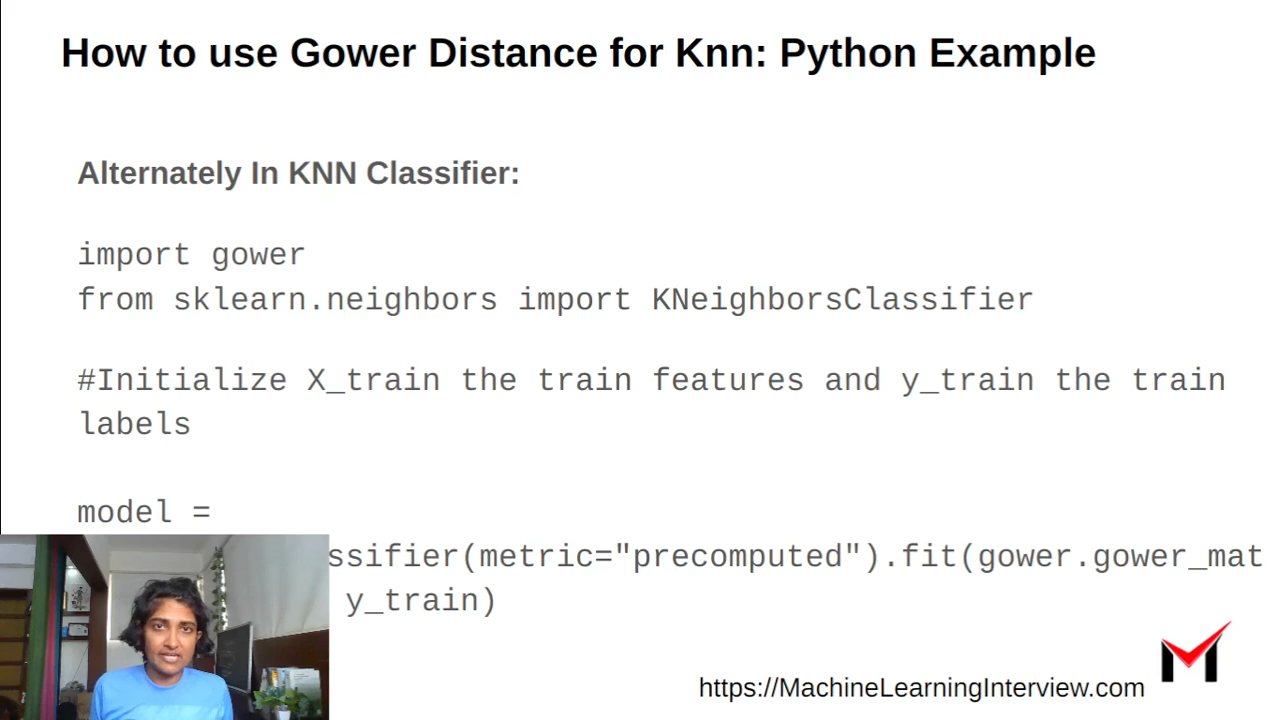 How to use Gower Distance for Knn: Python Example
Alternately In KNN Classifier:
import gower
from sklearn.neighbors import KNeighborsClassifier
#Initialize X_train the train features and y_train the train
labels
model =
ssifier(metric="precomputed").fit(gower.gower_mat
y_train)
https://MachineLearningInterview.com